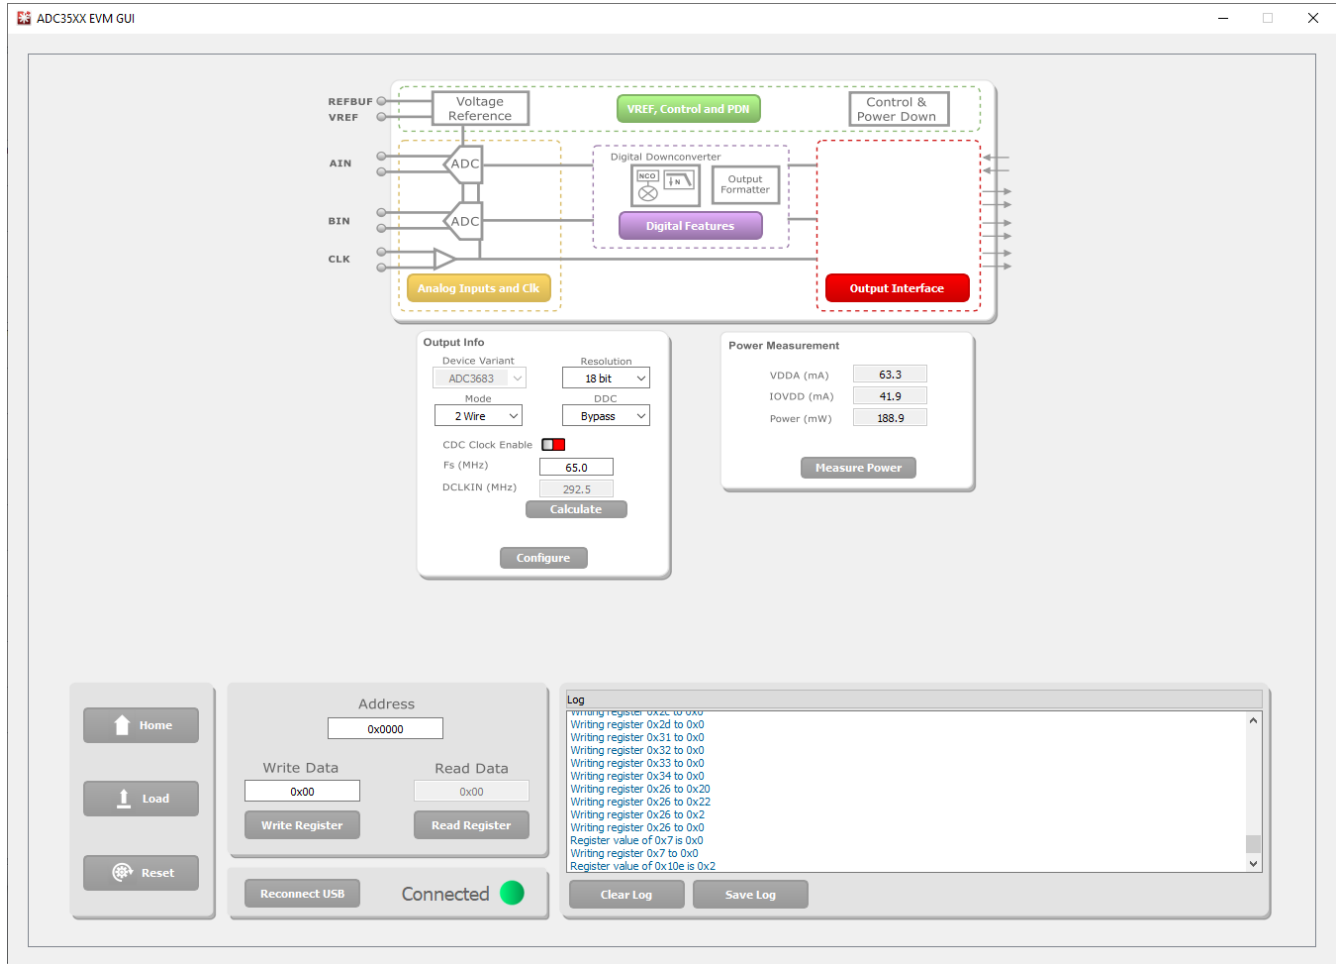 ADC35XX EVM GUI
REFBUF
VREF
Voltage
Reference
VREF, Control and PDN
Control &
Power Down
AIN
ADC
Digital Downconverter
NCO
N
Output
Formatter
BIN
ADC
Digital Features
CLK
Analog Inputs and Clk
Output Interface
Output Info
Device Variant
Resolution
ADC3683
18 bit
Mode
DDC
2 Wire
Bypass
CDC Clock Enable
Fs (MHz)
65.0
DCLKIN (MHz)
292.5
Calculate
Configure
Power Measurement
VDDA (mA)
63.3
IOVDD (mA)
41.9
Power (mW)
188.9
Measure Power
Home
Load
Reset
Address
0x0000
Write Data
Read Data
0x00
0x00
Write Register
Read Register
Reconnect USB
Connected
Log
Writing register 0x2c to 0x0
Writing register 0x2d to 0x0
Writing register 0x31 to 0x0
Writing register 0x32 to 0x0
Writing register 0x33 to 0x0
Writing register 0x34 to 0x0
Writing register 0x26 to 0x20
Writing register 0x26 to 0x22
Writing register 0x26 to 0x2
Writing register 0x26 to 0x0
Register value of 0x7 is 0x0
Writing register 0x7 to 0x0
Register value of 0x10e is 0x2
Clear Log
Save Log